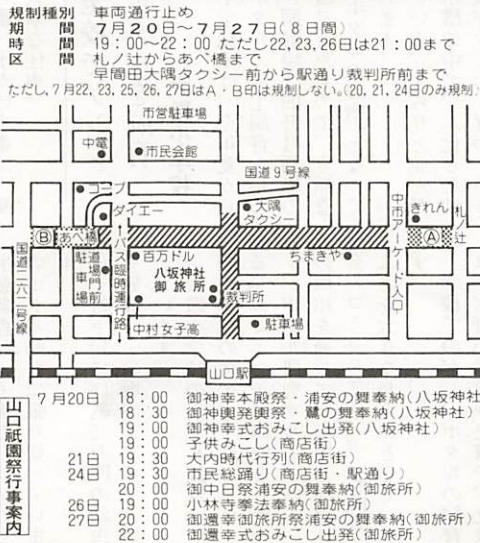 規制種別 車両通行止め
期間 7月20日~7月27日(8日間)
時間 19:00~22:00 ただし22,23,26日は21:00まで
区間 札ノ辻からあべ橋まで
早間田大隅タクシー前から駅通り裁判所前まで
ただし、7月22,23,25,26,27日はA・B印は規制しない。(20,21,24日のみ規制)
市営駐車場
中電
市民会館
国道9号線
コープ
ダイエー
大隅
タクシー
中市アーケード入口
きれん
札ノ辻
Ⓑ
あべ橋
Ⓐ
国道二六二号線
道場門前
駐車場
←バス臨時運行路→
百万ドル
八坂神社
御旅所
ちまきや
裁判所
中村女子高
駐車場
山口駅
山口祇園祭行事案内
7月20日 18:00 御神幸本殿祭・浦安の舞奉納(八坂神社)
18:30 御神輿発輿祭・鷺の舞奉納(八坂神社)
19:00 御神幸式おみこし出発(八坂神社)
19:00 子供みこし(商店街)
21日 19:30 大内時代行列(商店街)
24日 19:30 市民総踊り(商店街・駅通り)
20:00 御中日祭浦安の舞奉納(御旅所)
26日 19:00 小林寺拳法奉納(御旅所)
27日 20:00 御還幸御旅所祭浦安の舞奉納(御旅所)
22:00 御還幸式おみこし出発(御旅所)